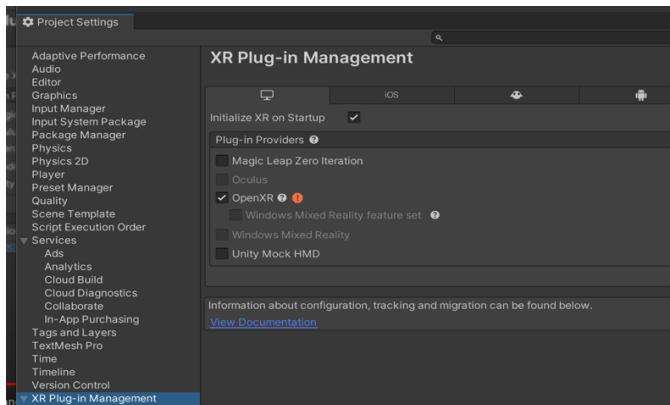 Project Settings
Adaptive Performance
Audio
Editor
Graphics
Input Manager
Input System Package
Package Manager
Physics
Physics 2D
Player
Preset Manager
Quality
Scene Template
Script Execution Order
Services
Ads
Analytics
Cloud Build
Cloud Diagnostics
Collaborate
In-App Purchasing
Tags and Layers
TextMesh Pro
Time
Timeline
Version Control
XR Plug-in Management
XR Plug-in Management
iOS
Initialize XR on Startup
Plug-in Providers
Magic Leap Zero Iteration
Oculus
OpenXR
Windows Mixed Reality feature set
Windows Mixed Reality
Unity Mock HMD
Information about configuration, tracking and migration can be found below.
View Documentation